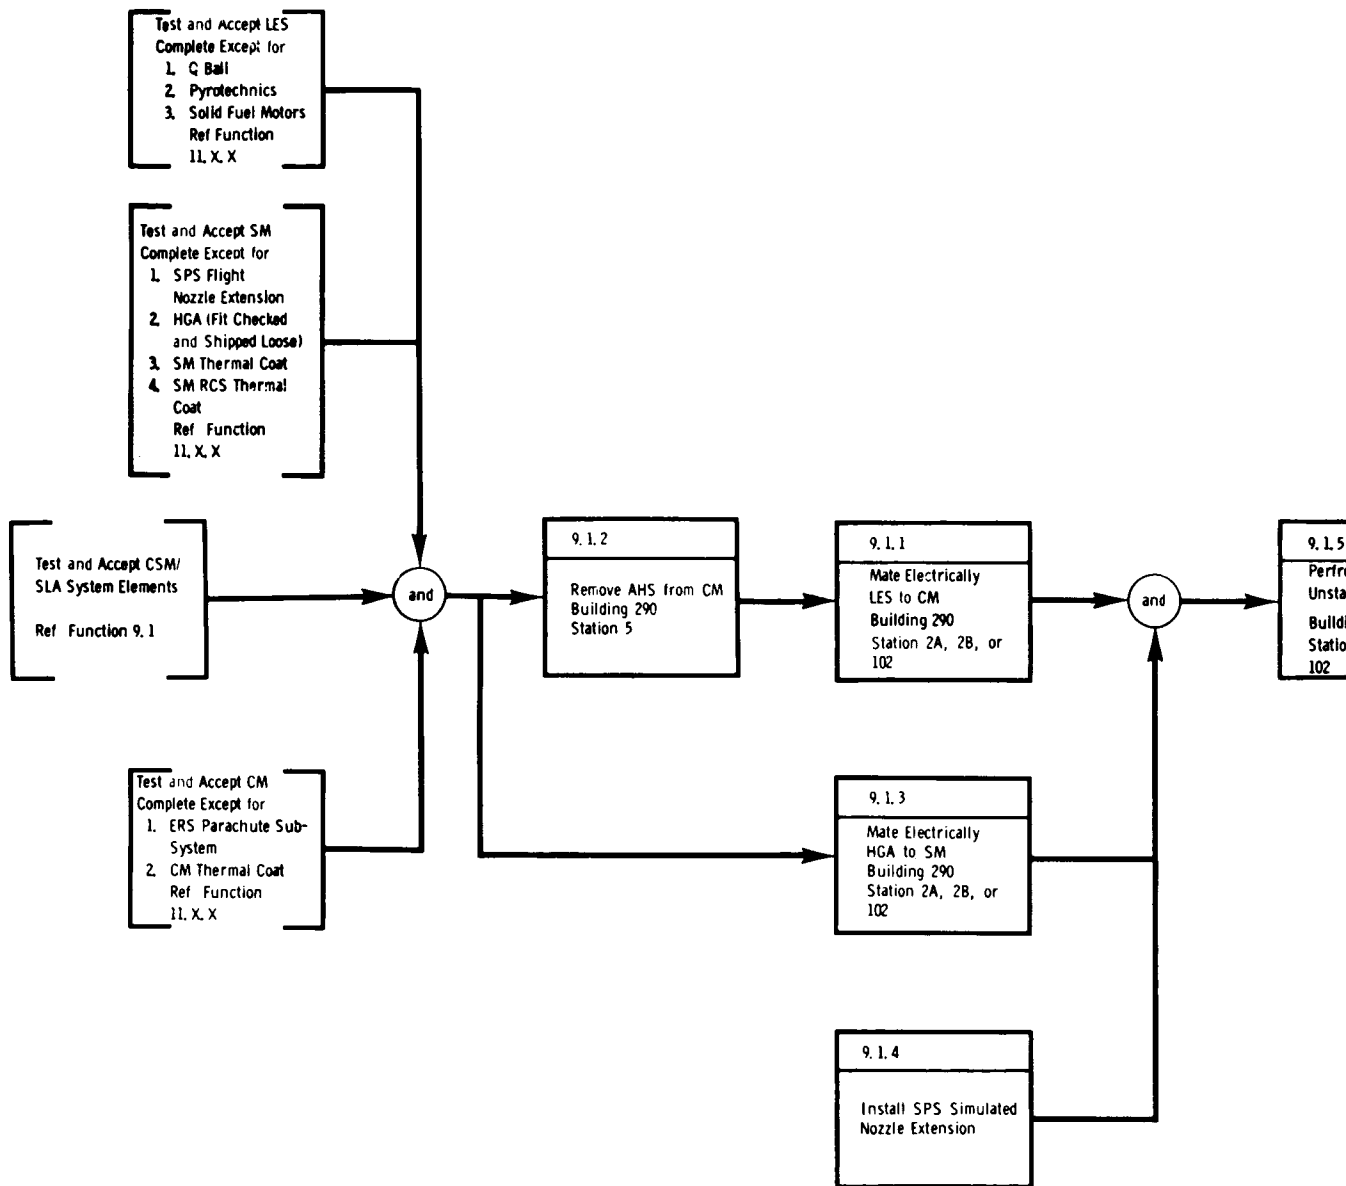 Test and Accept LES
Complete Except for
1. Q Ball
2. Pyrotechnics
3. Solid Fuel Motors
Ref Function
11. X. X
Test and Accept SM
Complete Except for
1. SPS Flight
Nozzle Extension
2. HGA (Fit Checked
and Shipped Loose)
3. SM Thermal Coat
4. SM RCS Thermal
Coat
Ref Function
11. X. X
Test and Accept CSM/
SLA System Elements
Ref Function 9. 1
Test and Accept CM
Complete Except for
1. ERS Parachute Sub-
System
2. CM Thermal Coat
Ref Function
11. X. X
and
9. 1. 2
Remove AHS from CM
Building 290
Station 5
9. 1. 1
Mate Electrically
LES to CM
Building 290
Station 2A, 2B, or
102
9. 1. 3
Mate Electrically
HGA to SM
Building 290
Station 2A, 2B, or
102
9. 1. 4
Install SPS Simulated
Nozzle Extension
and
9. 1. 5
Perfro
Unsta
Buildi
Statio
102